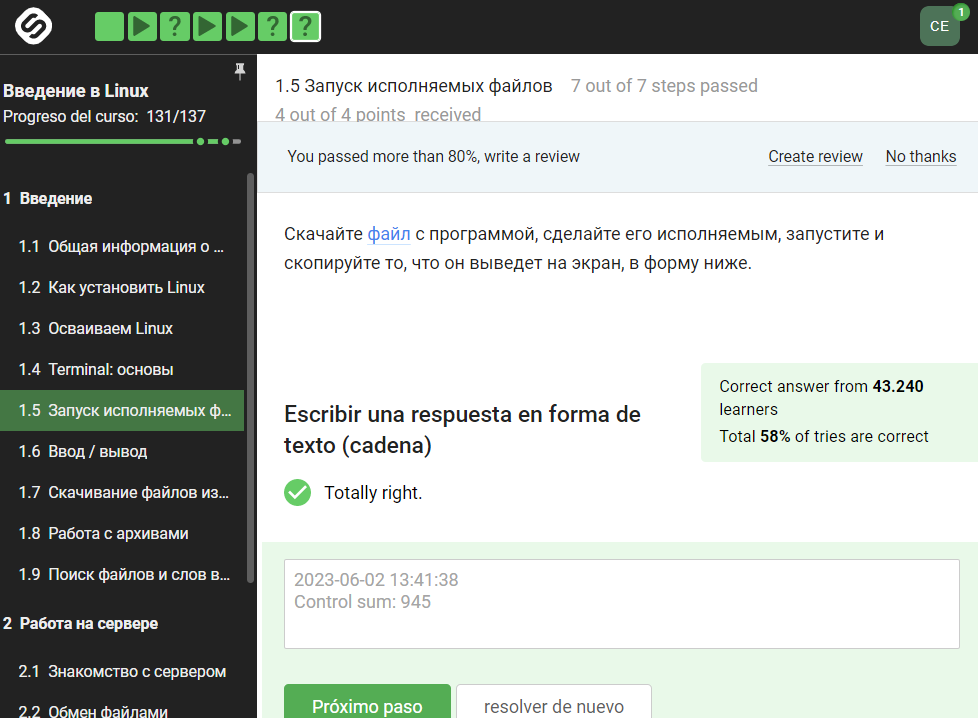 ?
?
?
CE
1
Введение в Linux
Progreso del curso: 131/137
1 Введение
1.1 Общая информация о ...
1.2 Как установить Linux
1.3 Осваиваем Linux
1.4 Terminal: основы
1.5 Запуск исполняемых ф...
1.6 Ввод / вывод
1.7 Скачивание файлов из...
1.8 Работа с архивами
1.9 Поиск файлов и слов в...
2 Работа на сервере
2.1 Знакомство с сервером
2.2 Обмен файлами
1.5 Запуск исполняемых файлов 7 out of 7 steps passed
4 out of 4 points received
You passed more than 80%, write a review
Create review
No thanks
Скачайте файл с программой, сделайте его исполняемым, запустите и
скопируйте то, что он выведет на экран, в форму ниже.
Escribir una respuesta en forma de
texto (cadena)
Correct answer from 43.240
learners
Total 58% of tries are correct
Totally right.
2023-06-02 13:41:38
Control sum: 945
Próximo paso
resolver de nuevo